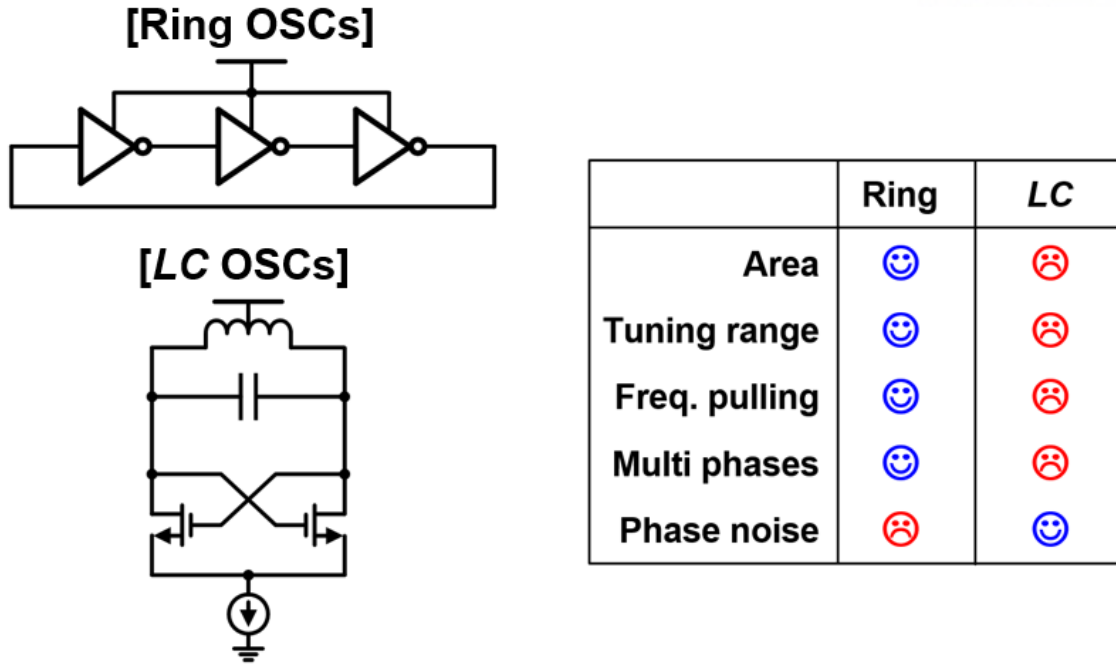 [Ring OSCs]
[LC OSCs]
Ring LC
Area
Tuning range
Freq. pulling
Multi phases
Phase noise